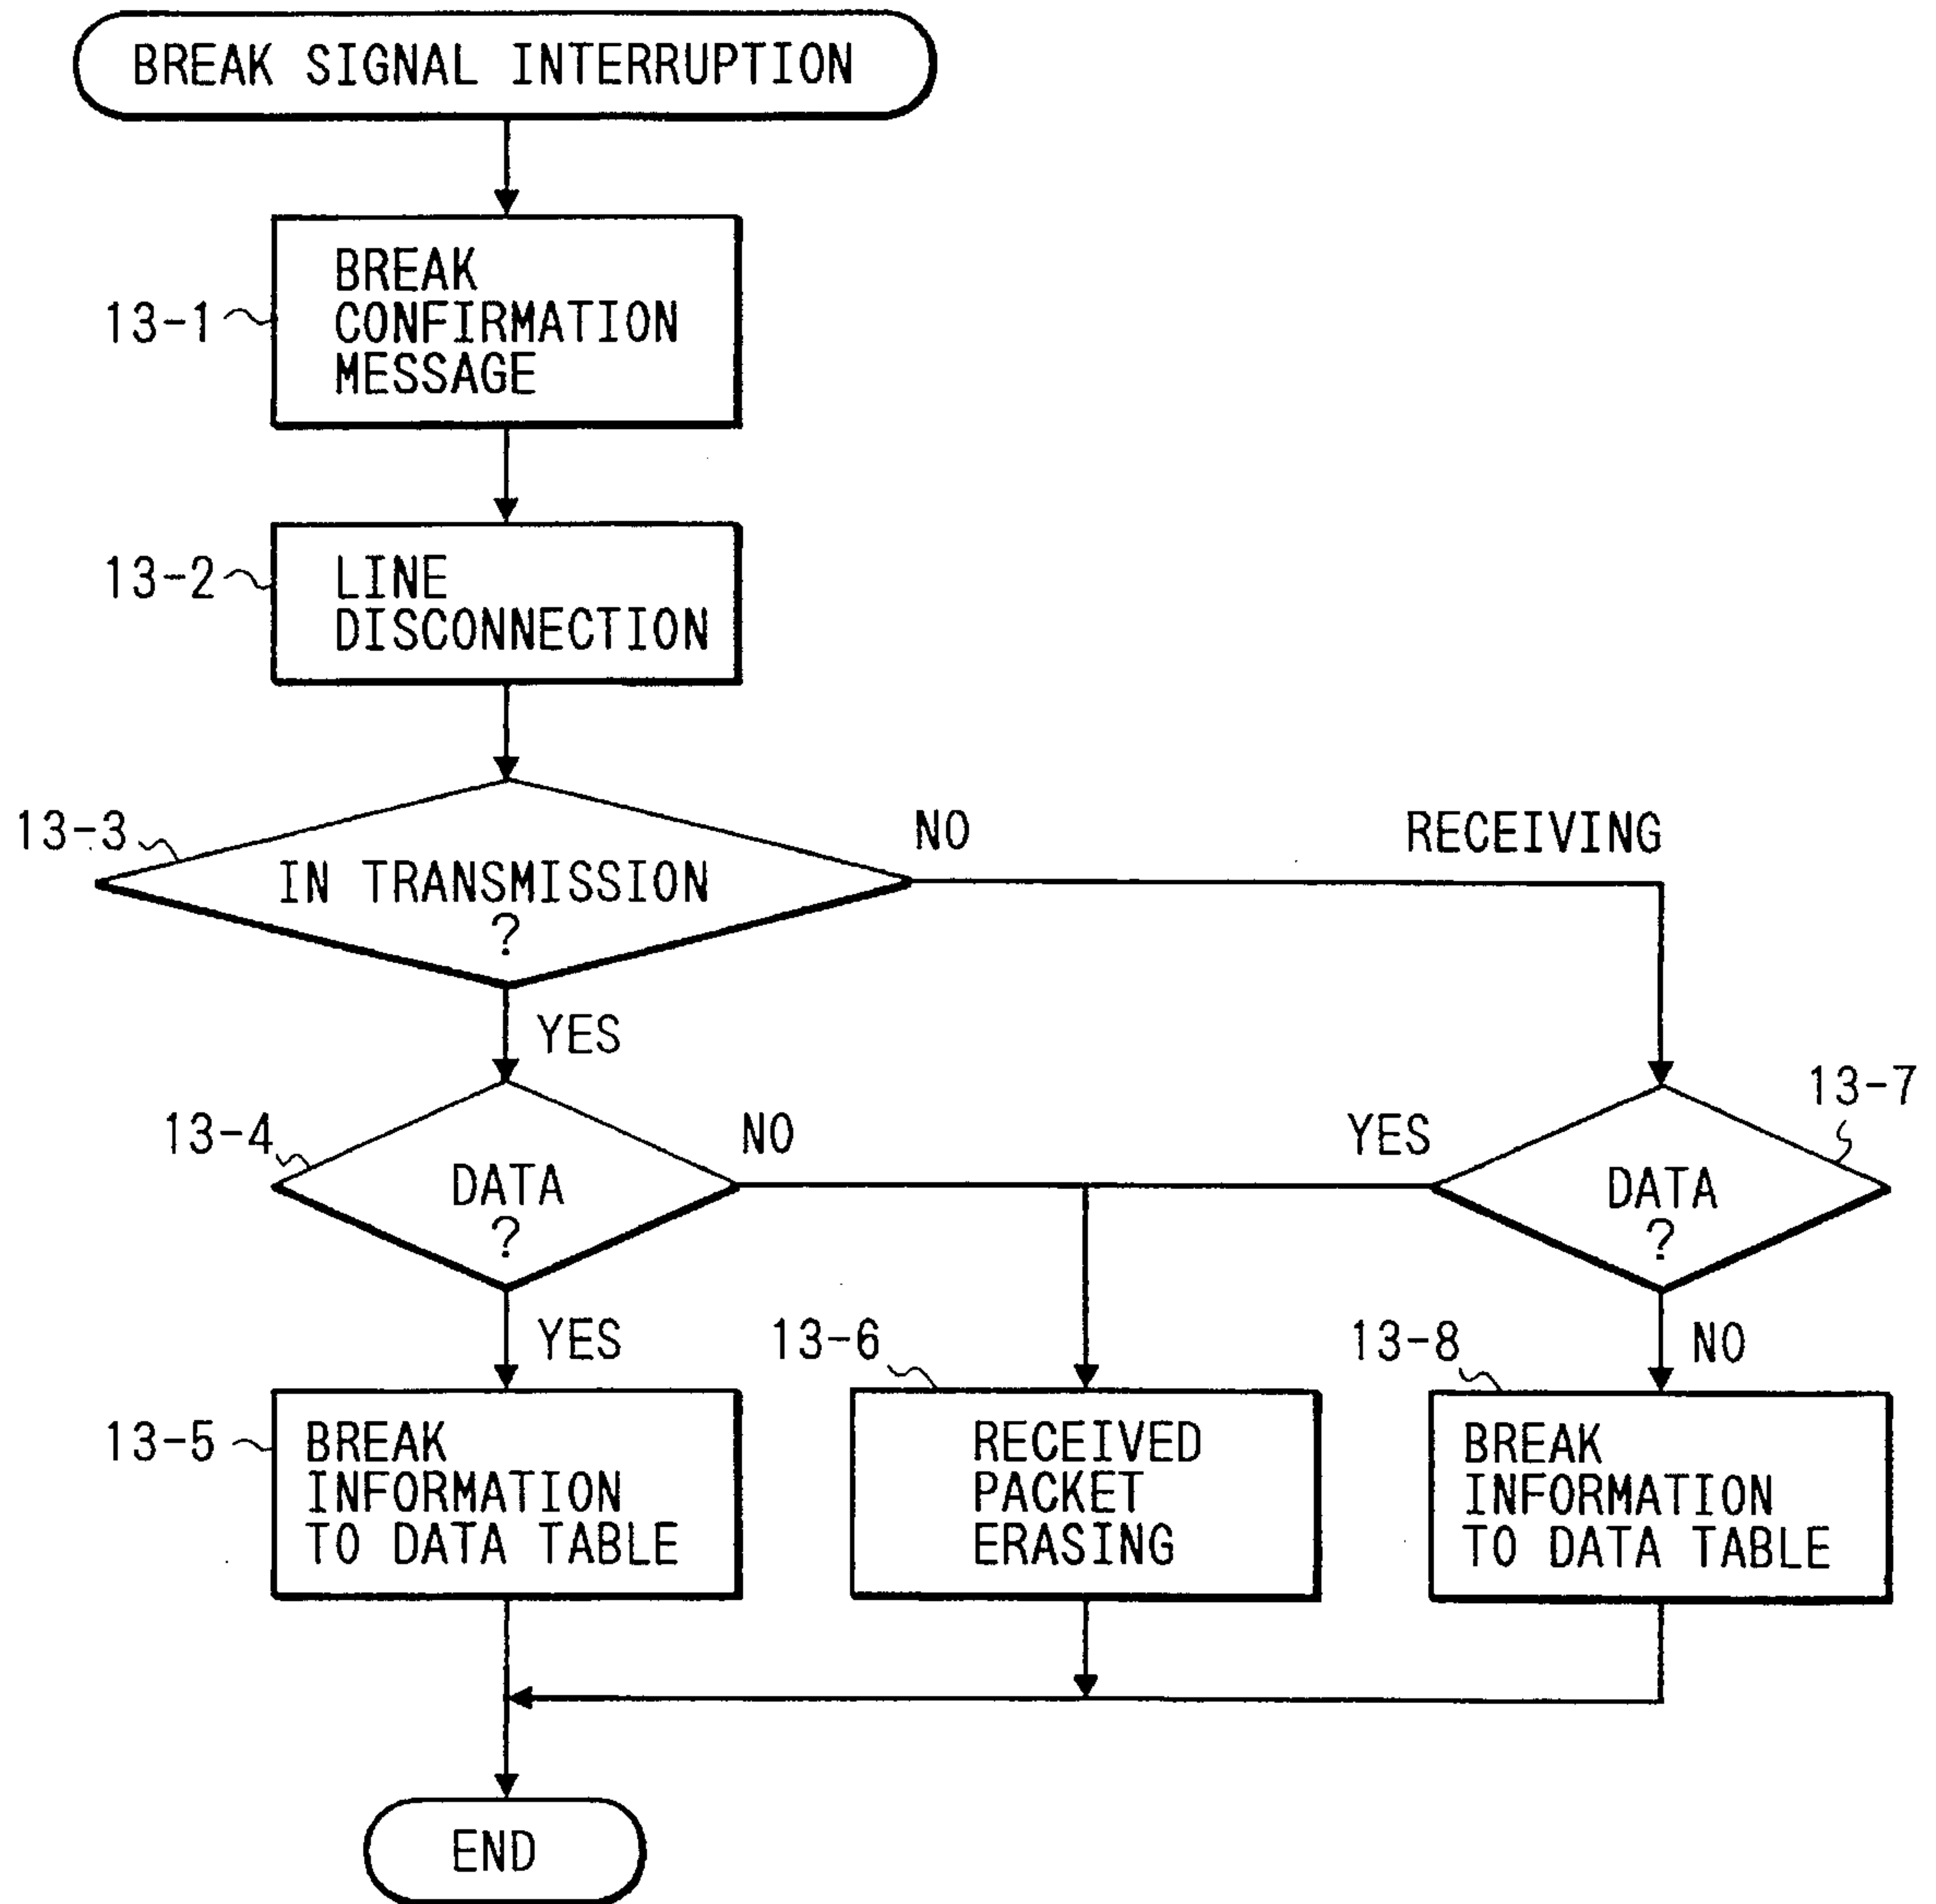 BREAK SIGNAL INTERRUPTION
13-1
BREAK
CONFIRMATION
MESSAGE
13-2
LINE
DISCONNECTION
13-3
IN TRANSMISSION
?
NO
RECEIVING
YES
13-4
DATA
?
NO
YES
13-7
DATA
?
YES
13-5
BREAK
INFORMATION
TO DATA TABLE
13-6
RECEIVED
PACKET
ERASING
13-8
NO
BREAK
INFORMATION
TO DATA TABLE
END